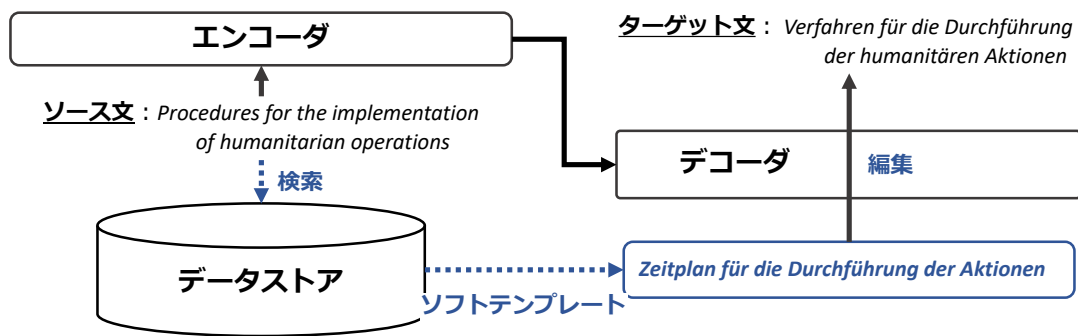 エンコーダ
ターゲット文：Verfahren für die Durchführung
der humanitären Aktionen
ソース文：Procedures for the implementation
of humanitarian operations
デコーダ
編集
検索
データストア
Zeitplan für die Durchführung der Aktionen
ソフトテンプレート